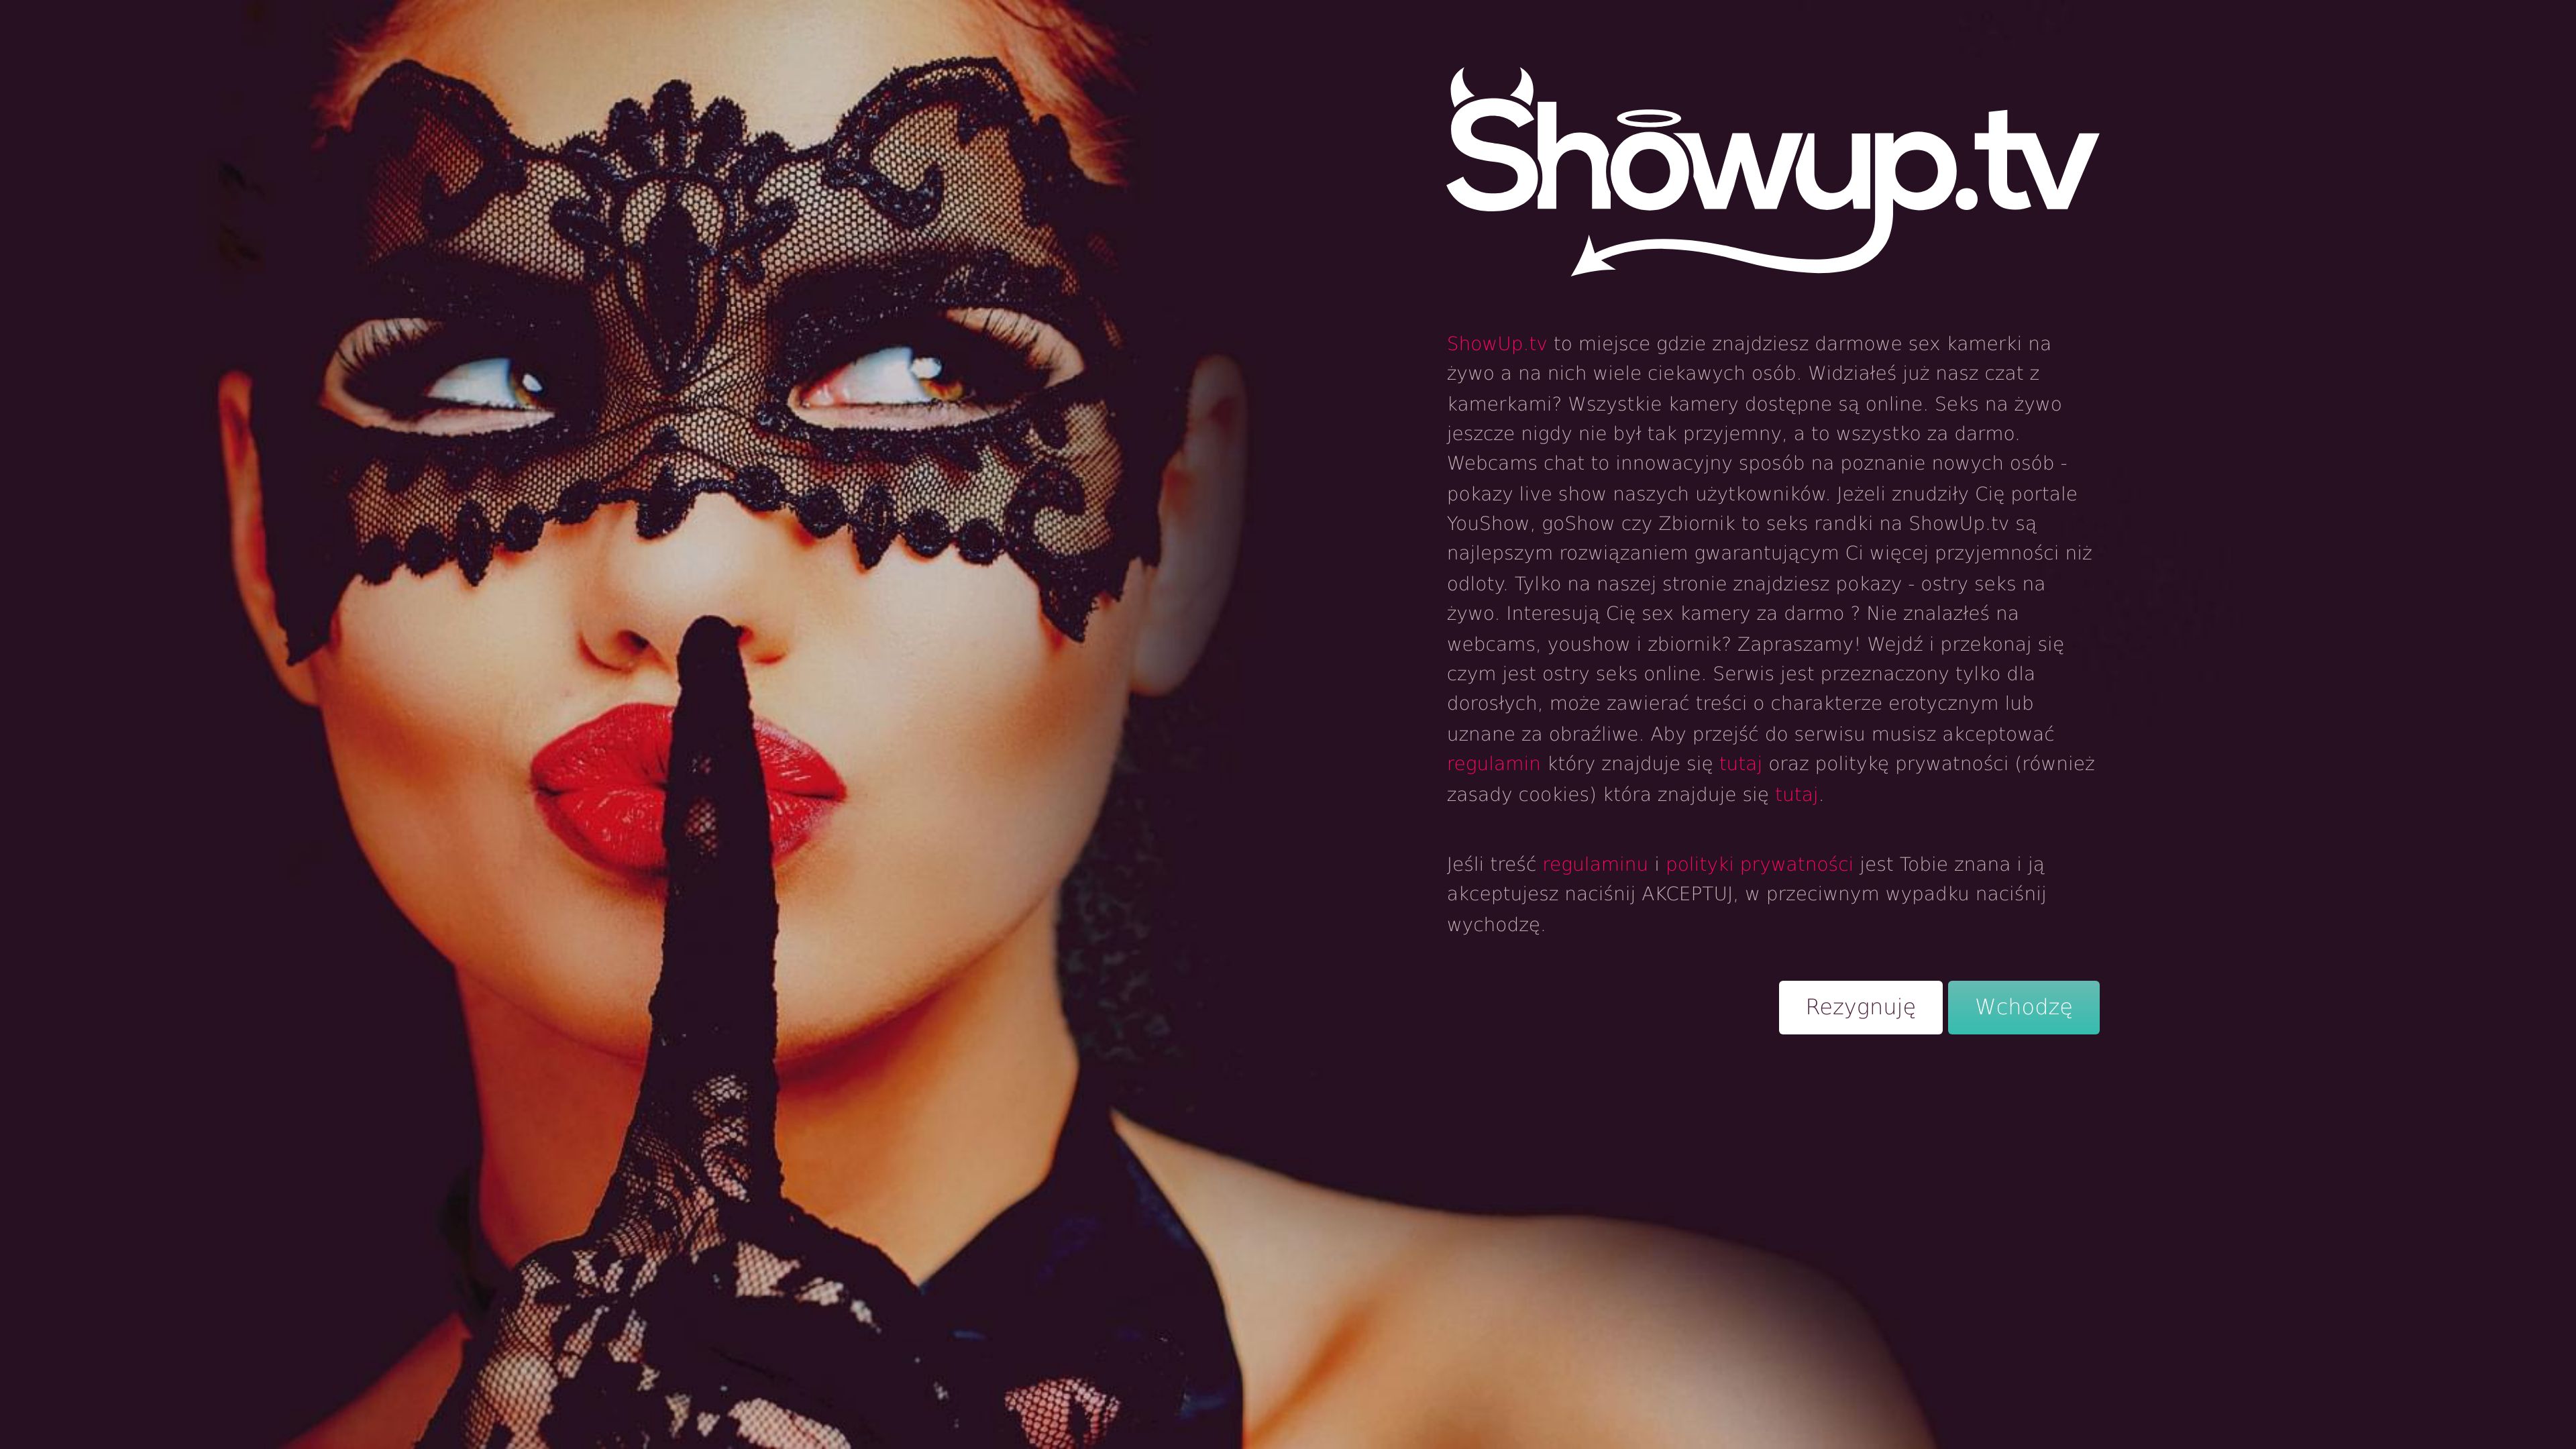 Showup.tv
ShowUp.tv to miejsce gdzie znajdziesz darmowe sex kamerki na
żywo a na nich wiele ciekawych osób. Widziałeś już nasz czat z
kamerkami? Wszystkie kamery dostępne są online. Seks na żywo
jeszcze nigdy nie był tak przyjemny, a to wszystko za darmo.
Webcams chat to innowacyjny sposób na poznanie nowych osób -
pokazy live show naszych użytkowników. Jeżeli znudziły Cię portale
YouShow, goShow czy Zbiornik to seks randki na ShowUp.tv są
najlepszym rozwiązaniem gwarantującym Ci więcej przyjemności niż
odloty. Tylko na naszej stronie znajdziesz pokazy - ostry seks na
żywo. Interesują Cię sex kamery za darmo ? Nie znalazłeś na
webcams, youshow i zbiornik? Zapraszamy! Wejdź i przekonaj się
czym jest ostry seks online. Serwis jest przeznaczony tylko dla
dorosłych, może zawierać treści o charakterze erotycznym lub
uznane za obraźliwe. Aby przejść do serwisu musisz akceptować
regulamin który znajduje się tutaj oraz politykę prywatności (również
zasady cookies) która znajduje się tutaj.
Jeśli treść regulaminu i polityki prywatności jest Tobie znana i ją
akceptujesz naciśnij AKCEPTUJ, w przeciwnym wypadku naciśnij
wychodzę.
Rezygnuję Wchodzę